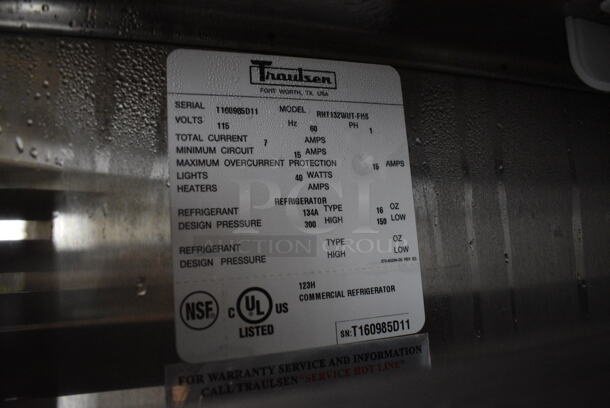 Traulsen
FORT WORTH, TX, USA
SERIAL T160985D11 MODEL RHT132WUT-FHS
VOLTS 115 Hz 60 PH 1
TOTAL CURRENT 7 AMPS
MINIMUM CIRCUIT 15 AMPS
MAXIMUM OVERCURRENT PROTECTION 15 AMPS
LIGHTS 40 WATTS
HEATERS AMPS
REFRIGERATOR
REFRIGERANT 134A TYPE 16 OZ
DESIGN PRESSURE 300 HIGH 150 LOW
REFRIGERANT TYPE OZ
DESIGN PRESSURE HIGH LOW
PCI
AUCTION GROUP
123H
COMMERCIAL REFRIGERATOR
NSF
C UL US
LISTED
SN: T160985D11
FOR WARRANTY SERVICE AND INFORMATION
CALL TRAULSEN "SERVICE HOT LINE"